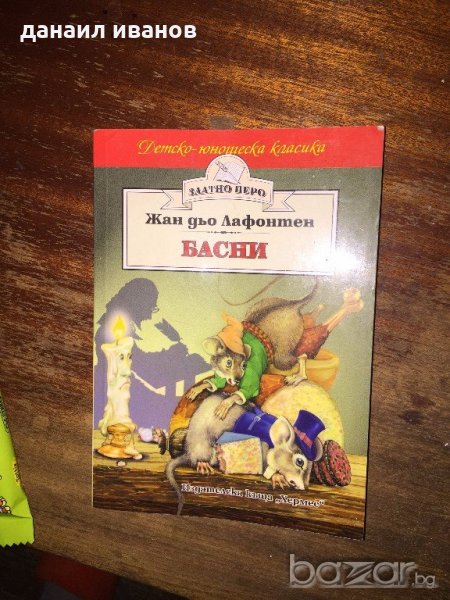 данаил иванов
Детско-юношеска класика
ЗЛАТНО ПЕРО
Жан дьо Лафонтен
БАСНИ
Издателска къща „Хермес“
bazar.bg